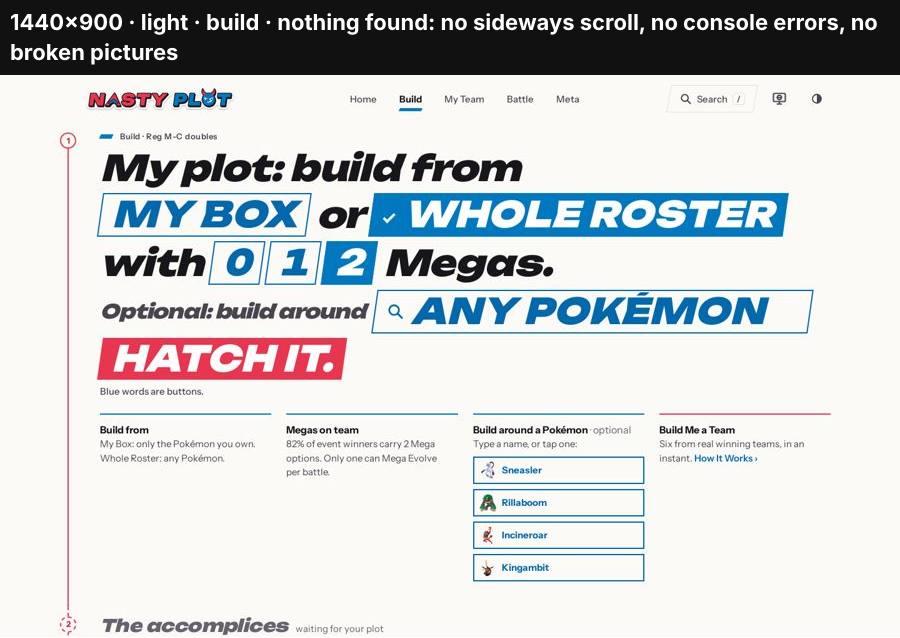 1440×900 · light · build · nothing found: no sideways scroll, no console errors, no
broken pictures
NASTY PLOT
Home Build My Team Battle Meta
Search /
1
Build · Reg M-C doubles
My plot: build from
MY BOX or WHOLE ROSTER
with 0 1 2 Megas.
Optional: build around ANY POKÉMON
HATCH IT.
Blue words are buttons.
Build from
My Box: only the Pokémon you own.
Whole Roster: any Pokémon.
Megas on team
82% of event winners carry 2 Mega
options. Only one can Mega Evolve
per battle.
Build around a Pokémon · optional
Type a name, or tap one:
Sneasler
Rillaboom
Incineroar
Kingambit
Build Me a Team
Six from real winning teams, in an
instant. How It Works ›
2
The accomplices waiting for your plot